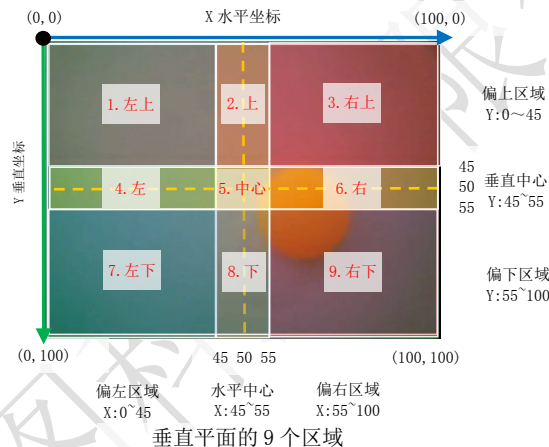 (0,0)
X 水平坐标
(100,0)
1.左上
2.上
3.右上
偏上区域
Y:0～45
Y 垂直坐标
4.左
5.中心
6.右
45
50
55
垂直中心
Y:45~55
7.左下
8.下
9.右下
偏下区域
Y:55~100
(0,100)
45 50 55
(100,100)
偏左区域
X:0~45
水平中心
X:45~55
偏右区域
X:55~100
垂直平面的 9 个区域